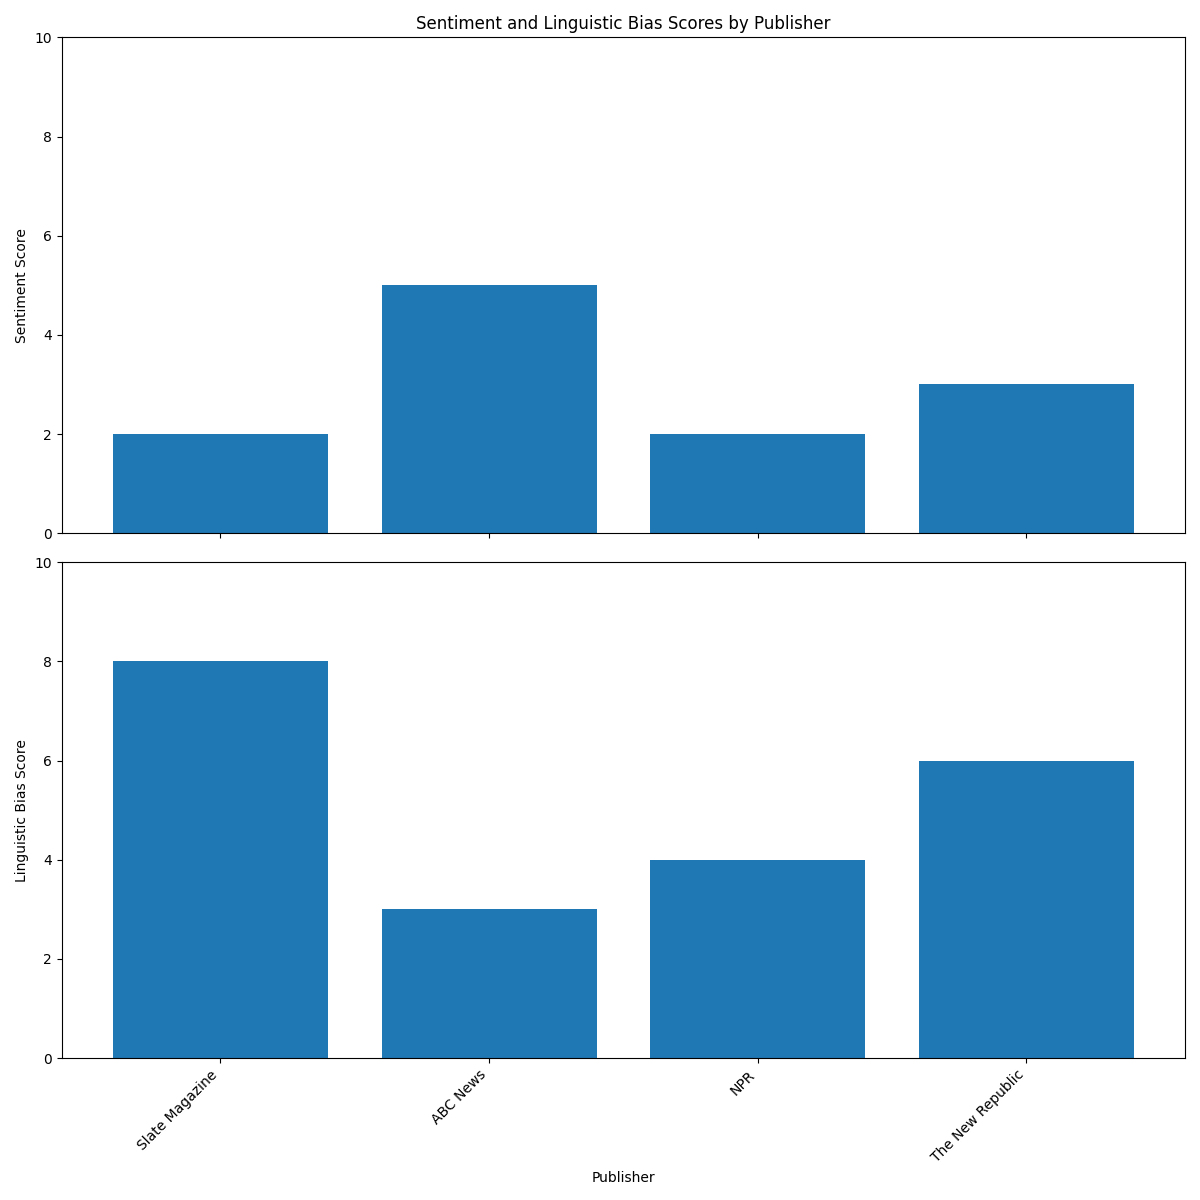 Sentiment and Linguistic Bias Scores by Publisher
10
8
6
4
2
0
Sentiment Score
10
8
6
4
2
0
Linguistic Bias Score
Slate Magazine
ABC News
NPR
The New Republic
Publisher